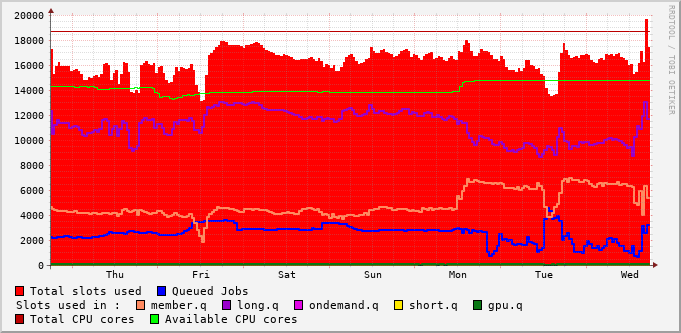 20000
18000
16000
14000
12000
10000
8000
6000
4000
2000
0
Thu Fri Sat Sun Mon Tue Wed
RRDTOOL / TOBI OETIKER
Total slots used Queued Jobs
Slots used in : member.q long.q ondemand.q short.q gpu.q
Total CPU cores Available CPU cores